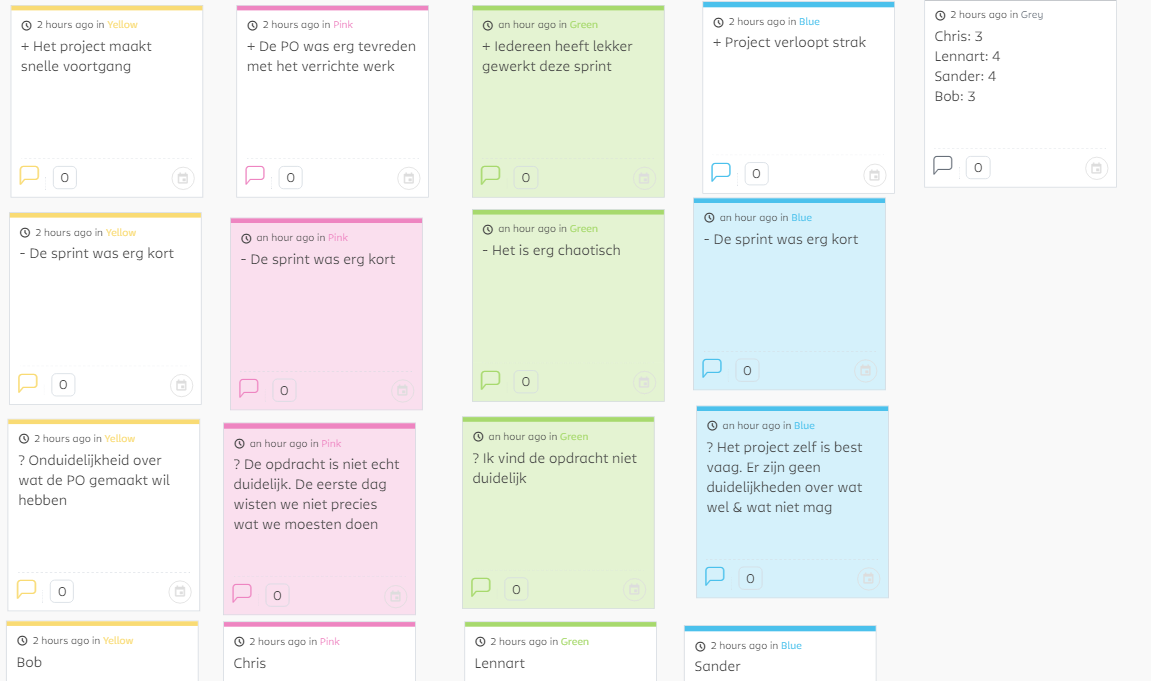 2 hours ago in Yellow
+ Het project maakt
snelle voortgang
0
2 hours ago in Pink
+ De PO was erg tevreden
met het verrichte werk
0
an hour ago in Green
+ Iedereen heeft lekker
gewerkt deze sprint
0
2 hours ago in Blue
+ Project verloopt strak
0
2 hours ago in Grey
Chris: 3
Lennart: 4
Sander: 4
Bob: 3
0
2 hours ago in Yellow
- De sprint was erg kort
0
an hour ago in Pink
- De sprint was erg kort
0
an hour ago in Green
- Het is erg chaotisch
0
an hour ago in Blue
- De sprint was erg kort
0
2 hours ago in Yellow
? Onduidelijkheid over
wat de PO gemaakt wil
hebben
0
an hour ago in Pink
? De opdracht is niet echt
duidelijk. De eerste dag
wisten we niet precies
wat we moesten doen
0
an hour ago in Green
? Ik vind de opdracht niet
duidelijk
0
an hour ago in Blue
? Het project zelf is best
vaag. Er zijn geen
duidelijkheden over wat
wel & wat niet mag
0
2 hours ago in Yellow
Bob
2 hours ago in Pink
Chris
2 hours ago in Green
Lennart
2 hours ago in Blue
Sander